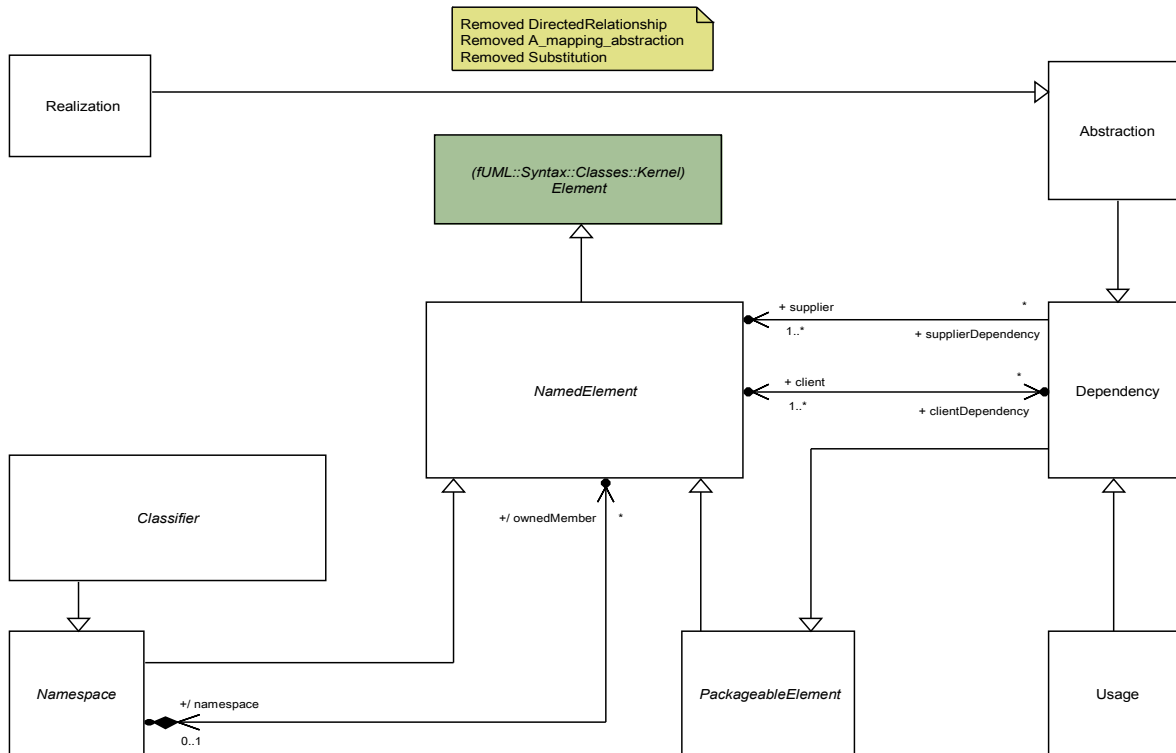 Removed DirectedRelationship
Removed A_mapping_abstraction
Removed Substitution
Realization
Abstraction
(fUML::Syntax::Classes::Kernel)
Element
+ supplier
*
1..*
+ supplierDependency
NamedElement
+ client
*
1..*
+ clientDependency
Dependency
Classifier
+/ ownedMember
*
Namespace
+/ namespace
0..1
PackageableElement
Usage